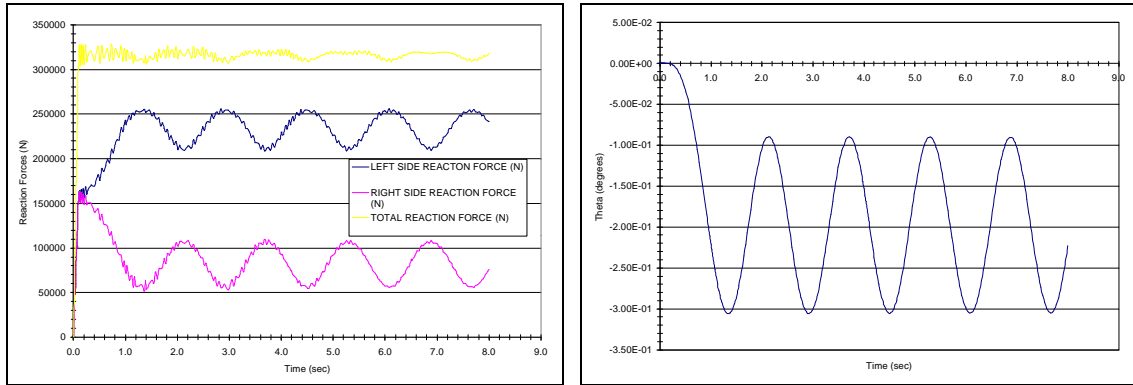 350000
300000
250000
200000
150000
100000
50000
0
Reaction Forces (N)
LEFT SIDE REACTON FORCE (N)
RIGHT SIDE REACTION FORCE
(N)
TOTAL REACTION FORCE (N)
0.0 1.0 2.0 3.0 4.0 5.0 6.0 7.0 8.0 9.0
Time (sec)
5.00E-02
0.00E+00
-5.00E-02
-1.00E-01
-1.50E-01
-2.00E-01
-2.50E-01
-3.00E-01
-3.50E-01
Theta (degrees)
0.0 1.0 2.0 3.0 4.0 5.0 6.0 7.0 8.0 9.0
Time (sec)